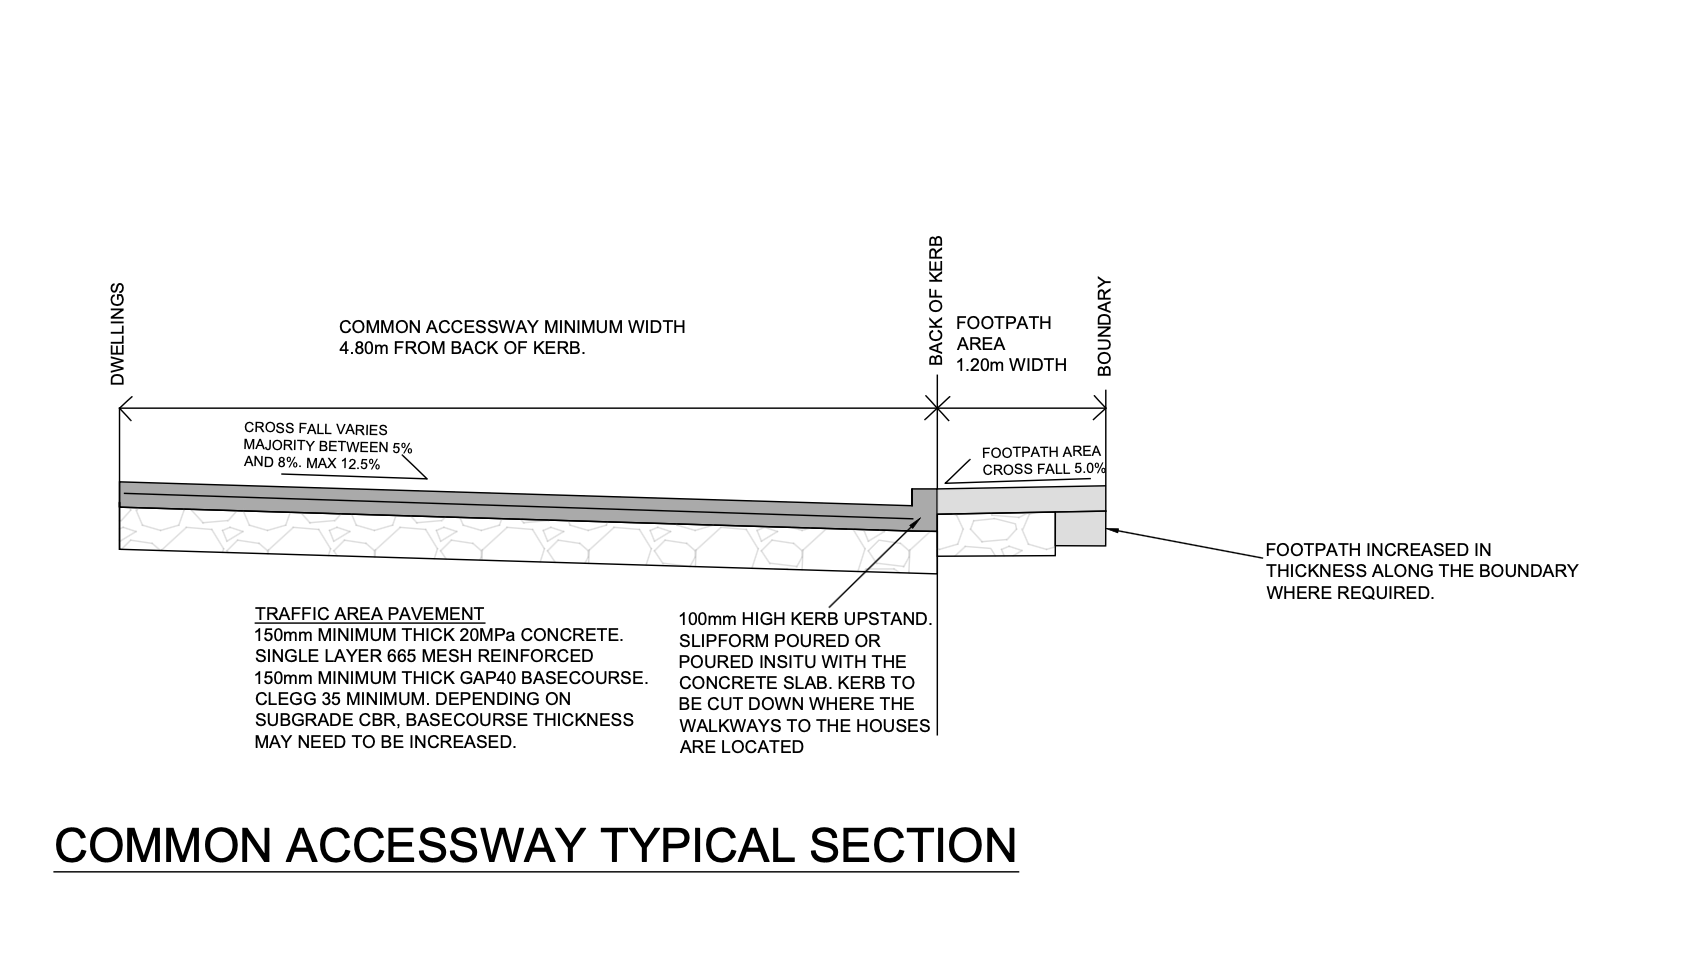 DWELLINGS
COMMON ACCESSWAY MINIMUM WIDTH
4.80m FROM BACK OF KERB.
BACK OF KERB
FOOTPATH
AREA
1.20m WIDTH
BOUNDARY
CROSS FALL VARIES
MAJORITY BETWEEN 5%
AND 8%. MAX 12.5%
FOOTPATH AREA
CROSS FALL 5.0%
FOOTPATH INCREASED IN
THICKNESS ALONG THE BOUNDARY
WHERE REQUIRED.
TRAFFIC AREA PAVEMENT
150mm MINIMUM THICK 20MPa CONCRETE.
SINGLE LAYER 665 MESH REINFORCED
150mm MINIMUM THICK GAP40 BASECOURSE.
CLEGG 35 MINIMUM. DEPENDING ON
SUBGRADE CBR, BASECOURSE THICKNESS
MAY NEED TO BE INCREASED.
100mm HIGH KERB UPSTAND.
SLIPFORM POURED OR
POURED INSITU WITH THE
CONCRETE SLAB. KERB TO
BE CUT DOWN WHERE THE
WALKWAYS TO THE HOUSES
ARE LOCATED
COMMON ACCESSWAY TYPICAL SECTION